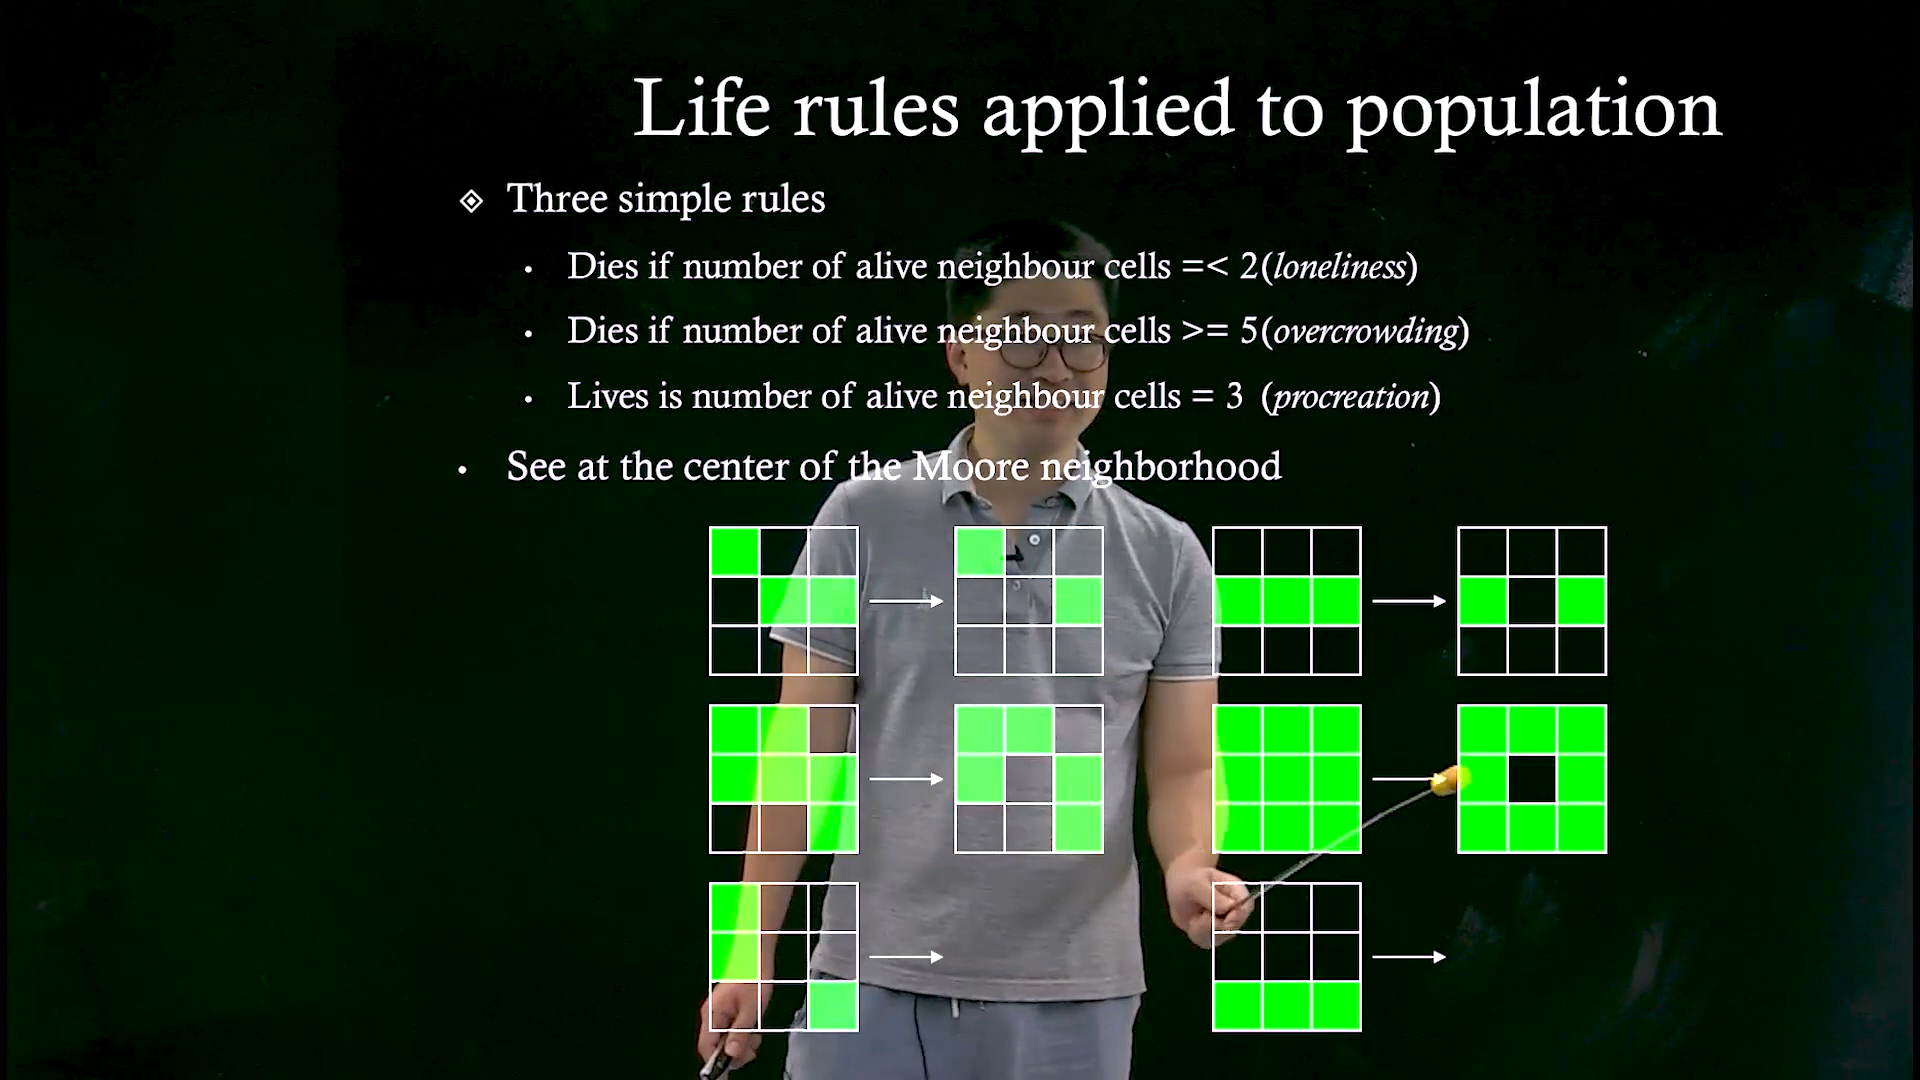 Life rules applied to population
Three simple rules
Dies if number of alive neighbour cells =< 2(loneliness)
Dies if number of alive neighbour cells >= 5(overcrowding)
Lives is number of alive neighbour cells = 3 (procreation)
See at the center of the Moore neighborhood